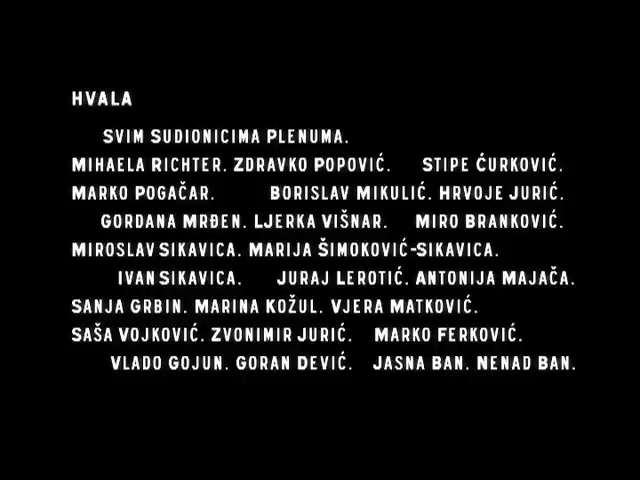 HVALA
SVIM SUDIONICIMA PLENUMA.
MIHAELA RICHTER. ZDRAVKO POPOVIĆ. STIPE ĆURKOVIĆ.
MARKO POGAČAR. BORISLAV MIKULIĆ. HRVOJE JURIĆ.
GORDANA MRĐEN. LJERKA VIŠNAR. MIRO BRANKOVIĆ.
MIROSLAV SIKAVICA. MARIJA ŠIMOKOVIĆ-SIKAVICA.
IVAN SIKAVICA. JURAJ LEROTIĆ. ANTONIJA MAJAČA.
SANJA GRBIN. MARINA KOŽUL. VJERA MATKOVIĆ.
SAŠA VOJKOVIĆ. ZVONIMIR JURIĆ. MARKO FERKOVIĆ.
VLADO GOJUN. GORAN DEVIĆ. JASNA BAN. NENAD BAN.